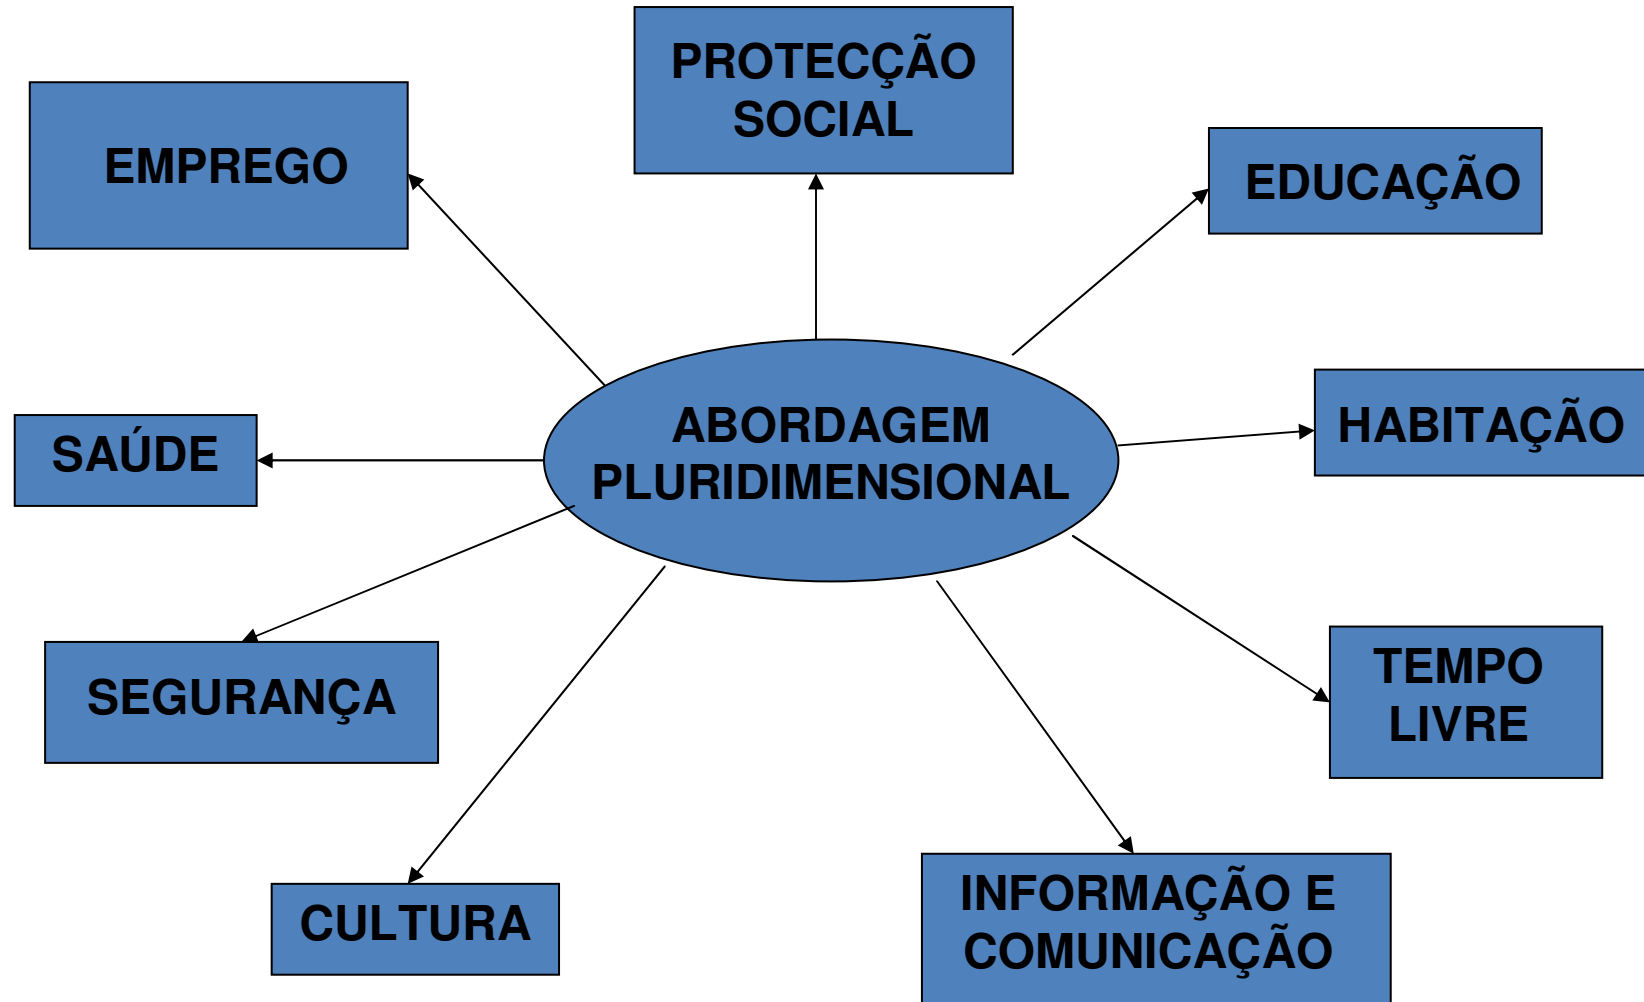 PROTECÇÃO
SOCIAL
EMPREGO
EDUCAÇÃO
ABORDAGEM
PLURIDIMENSIONAL
HABITAÇÃO
SAÚDE
TEMPO
LIVRE
SEGURANÇA
INFORMAÇÃO E
COMUNICAÇÃO
CULTURA